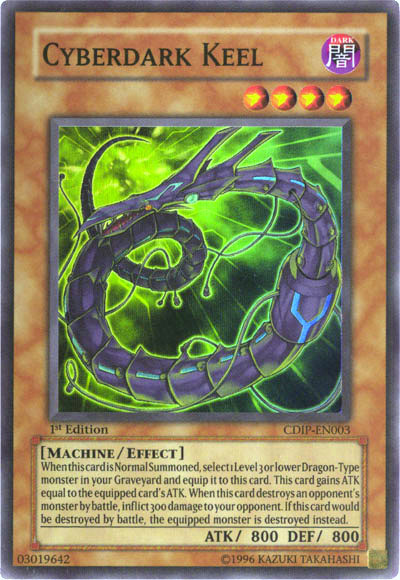 CYBERDARK KEEL
DARK
闇
1st Edition
CDIP-EN003
[MACHINE / EFFECT]
When this card is Normal Summoned, select 1 Level 3 or lower Dragon-Type
monster in your Graveyard and equip it to this card. This card gains ATK
equal to the equipped card's ATK. When this card destroys an opponent's
monster by battle, inflict 300 damage to your opponent. If this card would
be destroyed by battle, the equipped monster is destroyed instead.
ATK/ 800 DEF/ 800
03019642
©1996 KAZUKI TAKAHASHI